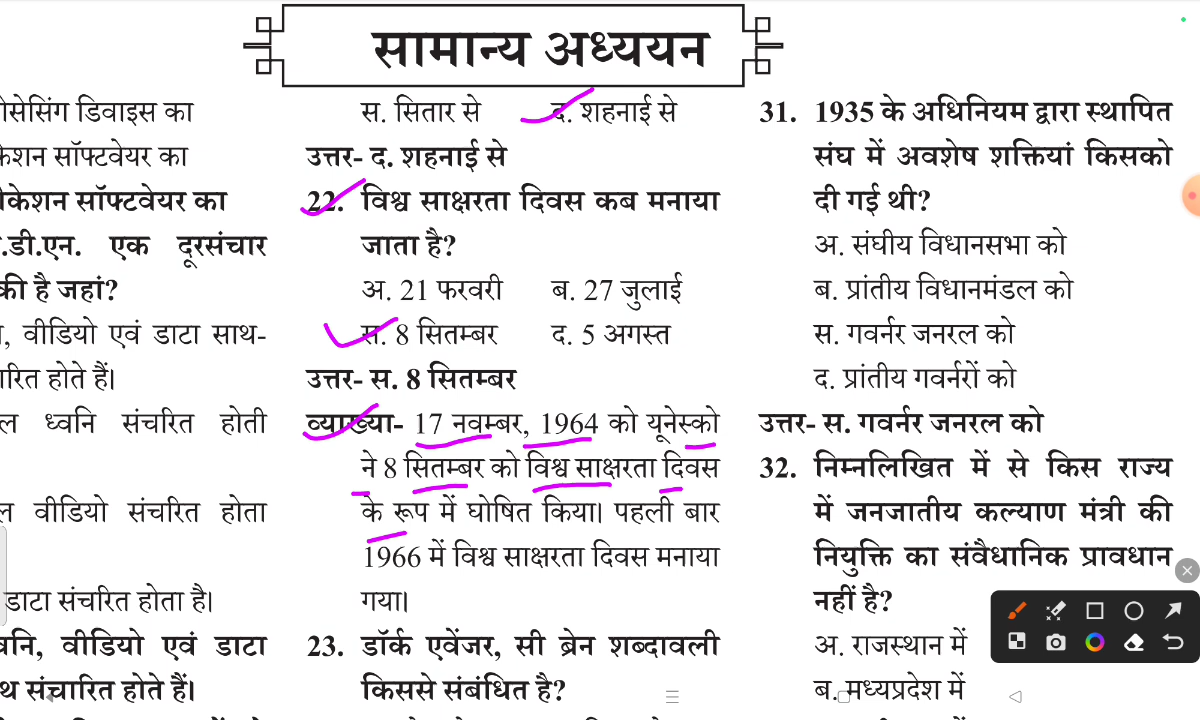 सामान्य अध्ययन
सेसिंग डिवाइस का
केशन सॉफ्टवेयर का
केशन सॉफ्टवेयर का
.डी.एन. एक दूरसंचार
की है जहां?
, वीडियो एवं डाटा साथ-
रित होते हैं।
ल ध्वनि संचरित होती
ल वीडियो संचरित होता
डाटा संचरित होता है।
वनि, वीडियो एवं डाटा
थ संचारित होते हैं।
स. सितार से द. शहनाई से
उत्तर- द. शहनाई से
22. विश्व साक्षरता दिवस कब मनाया
जाता है?
अ. 21 फरवरी ब. 27 जुलाई
स. 8 सितम्बर द. 5 अगस्त
उत्तर- स. 8 सितम्बर
व्याख्या- 17 नवम्बर, 1964 को यूनेस्को
ने 8 सितम्बर को विश्व साक्षरता दिवस
के रूप में घोषित किया। पहली बार
1966 में विश्व साक्षरता दिवस मनाया
गया।
23. डॉर्क एवेंजर, सी ब्रेन शब्दावली
किससे संबंधित है?
31. 1935 के अधिनियम द्वारा स्थापित
संघ में अवशेष शक्तियां किसको
दी गई थी?
अ. संघीय विधानसभा को
ब. प्रांतीय विधानमंडल को
स. गवर्नर जनरल को
द. प्रांतीय गवर्नरों को
उत्तर- स. गवर्नर जनरल को
32. निम्नलिखित में से किस राज्य
में जनजातीय कल्याण मंत्री की
नियुक्ति का संवैधानिक प्रावधान
नहीं है?
अ. राजस्थान में
ब. मध्यप्रदेश में